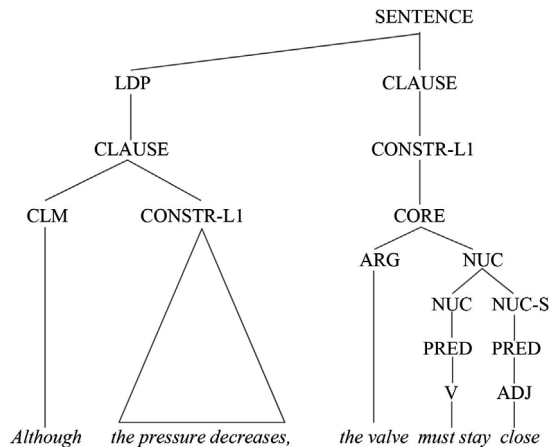 SENTENCE
LDP CLAUSE
CLAUSE CONSTR-L1
CLM CONSTR-L1 CORE
ARG NUC
NUC NUC-S
PRED PRED
V ADJ
Although the pressure decreases, the valve must stay close